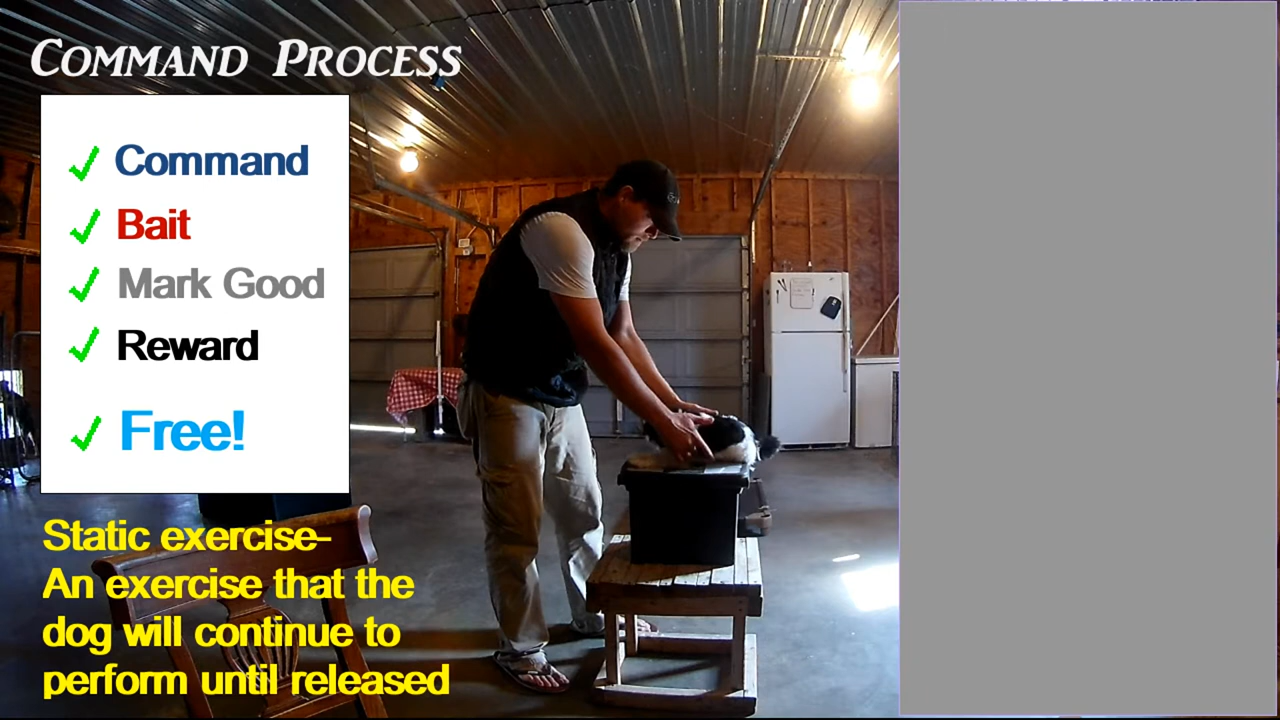 Command Process
Command
Bait
Mark Good
Reward
Free!
Static exercise-
An exercise that the
dog will continue to
perform until released